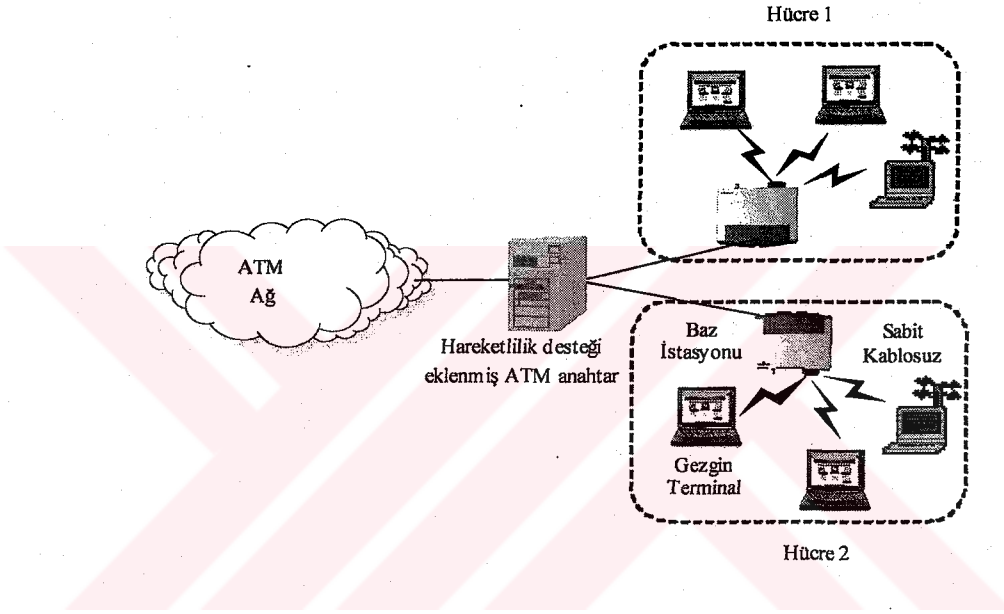 Hücre 1
ATM
Ağ
Hareketlilik desteği
eklenmiş ATM anahtar
Baz
İstasyonu
Sabit
Kablosuz
Gezgin
Terminal
Hücre 2